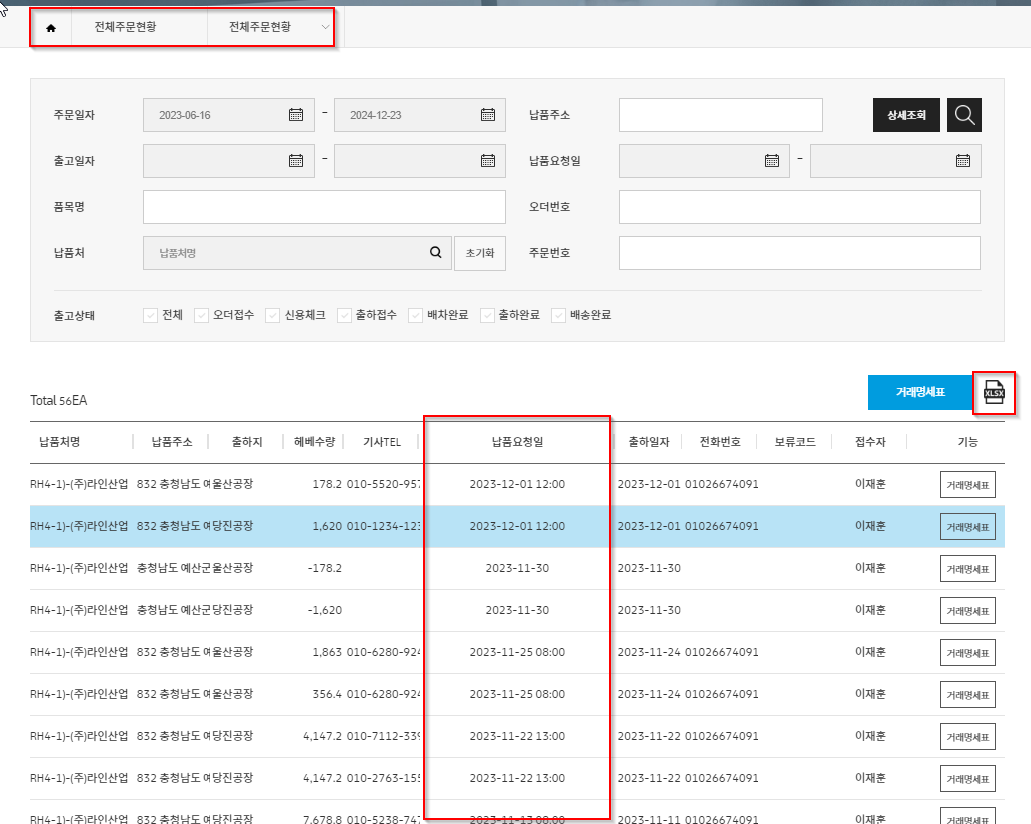 전체주문현황 전체주문현황
주문일자 2023-06-16 - 2024-12-23 납품주소 상세조회
출고일자 - 납품요청일 -
품목명 오더번호
납품처 납품처명 초기화 주문번호
출고상태 전체 오더접수 신용체크 출하접수 배차완료 출하완료 배송완료
거래명세표 XLSX
Total 56EA
납품처명 납품주소 출하지 헤베수량 기사TEL 납품요청일 출하일자 전화번호 보류코드 접수자 기능
RH4-1)-(주)라인산업 832 충청남도 여울산공장 178.2 010-5520-957 2023-12-01 12:00 2023-12-01 01026674091 이재훈 거래명세표
RH4-1)-(주)라인산업 832 충청남도 여당진공장 1,620 010-1234-123 2023-12-01 12:00 2023-12-01 01026674091 이재훈 거래명세표
RH4-1)-(주)라인산업 충청남도 예산군울산공장 -178.2 2023-11-30 2023-11-30 이재훈 거래명세표
RH4-1)-(주)라인산업 충청남도 예산군당진공장 -1,620 2023-11-30 2023-11-30 이재훈 거래명세표
RH4-1)-(주)라인산업 832 충청남도 여울산공장 1,863 010-6280-924 2023-11-25 08:00 2023-11-24 01026674091 이재훈 거래명세표
RH4-1)-(주)라인산업 832 충청남도 여울산공장 356.4 010-6280-924 2023-11-25 08:00 2023-11-24 01026674091 이재훈 거래명세표
RH4-1)-(주)라인산업 832 충청남도 여당진공장 4,147.2 010-7112-339 2023-11-22 13:00 2023-11-22 01026674091 이재훈 거래명세표
RH4-1)-(주)라인산업 832 충청남도 여당진공장 4,147.2 010-2763-155 2023-11-22 13:00 2023-11-22 01026674091 이재훈 거래명세표
RH4-1)-(주)라인산업 832 충청남도 여당진공장 7,678.8 010-5238-747 2023-11-13 08:00 2023-11-11 01026674091 이재훈 거래명세표